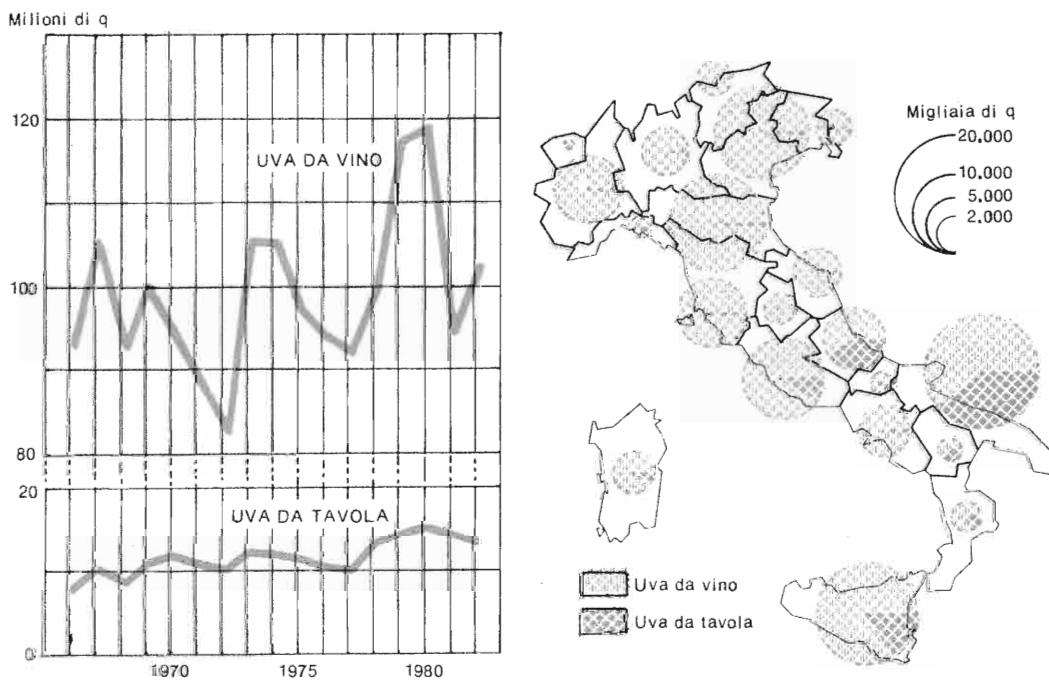 Milioni di q
120
UVA DA VINO
100
80
20
UVA DA TAVOLA
10
0
1970
1975
1980
Migliaia di q
20.000
10.000
5.000
2.000
Uva da vino
Uva da tavola